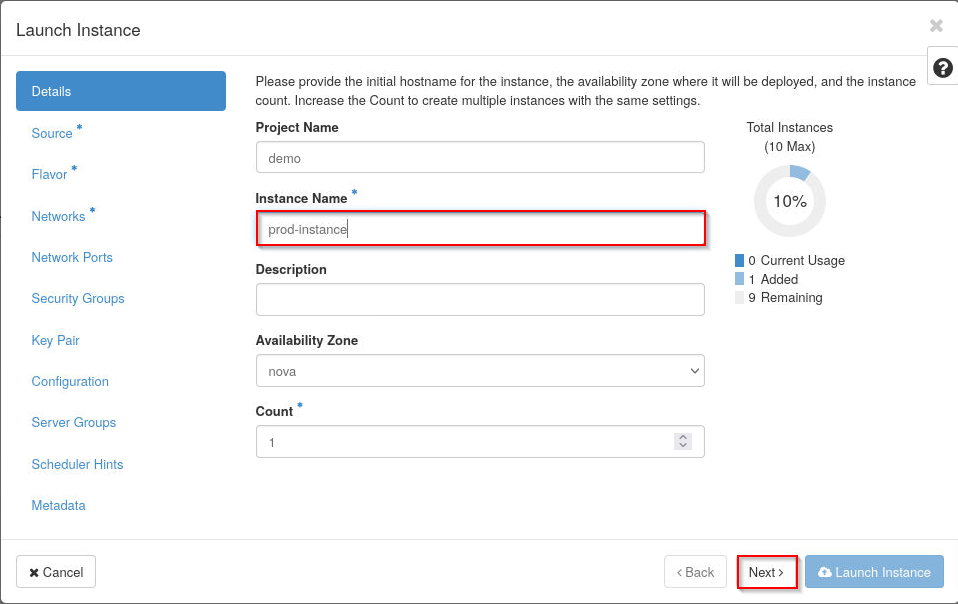 Launch Instance
Details
Source *
Flavor *
Networks *
Network Ports
Security Groups
Key Pair
Configuration
Server Groups
Scheduler Hints
Metadata
Please provide the initial hostname for the instance, the availability zone where it will be deployed, and the instance
count. Increase the Count to create multiple instances with the same settings.
Project Name
demo
Instance Name *
prod-instance
Description
Availability Zone
nova
Count *
1
Total Instances
(10 Max)
10%
0 Current Usage
1 Added
9 Remaining
✖ Cancel
‹ Back
Next ›
Launch Instance